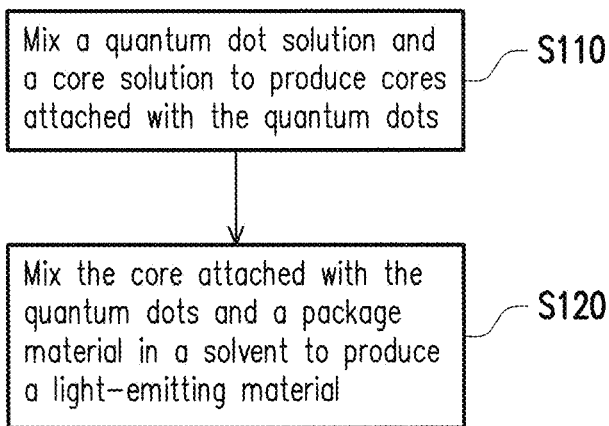 Mix a quantum dot solution and
a core solution to produce cores
attached with the quantum dots
S110
Mix the core attached with the
quantum dots and a package
material in a solvent to produce
a light-emitting material
S120